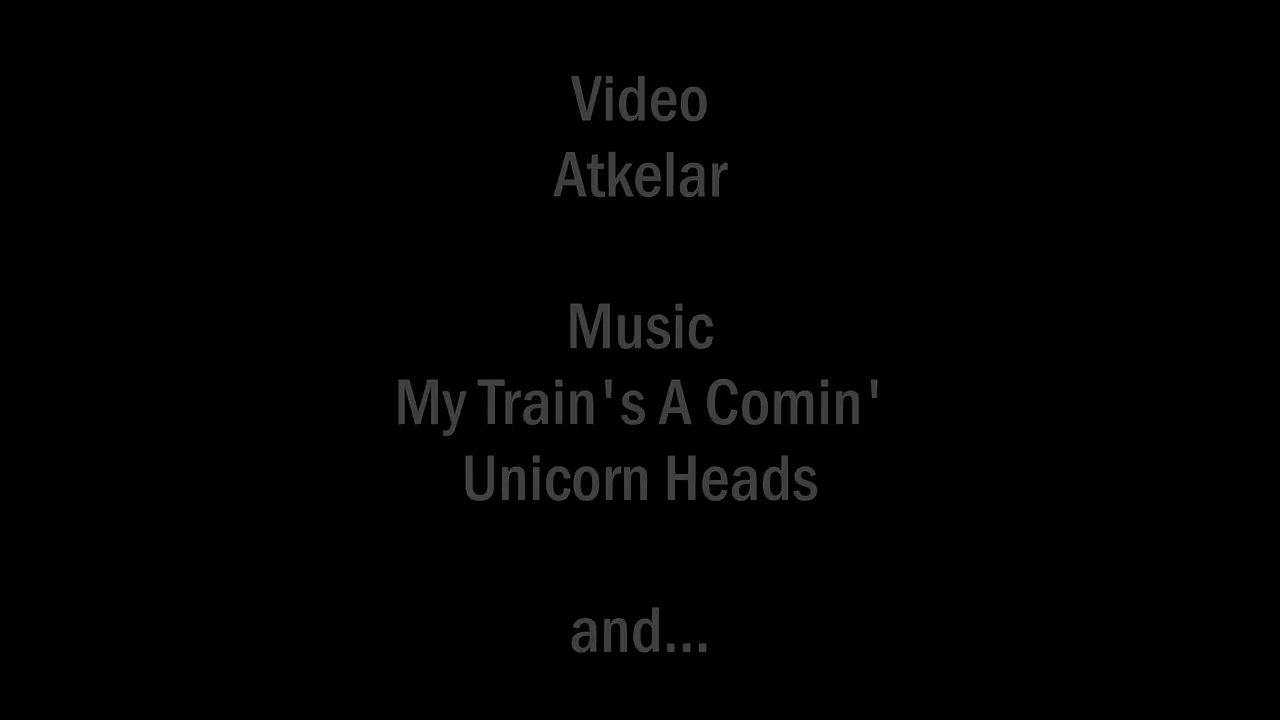 Video
Atkelar
Music
My Train's A Comin'
Unicorn Heads
and...